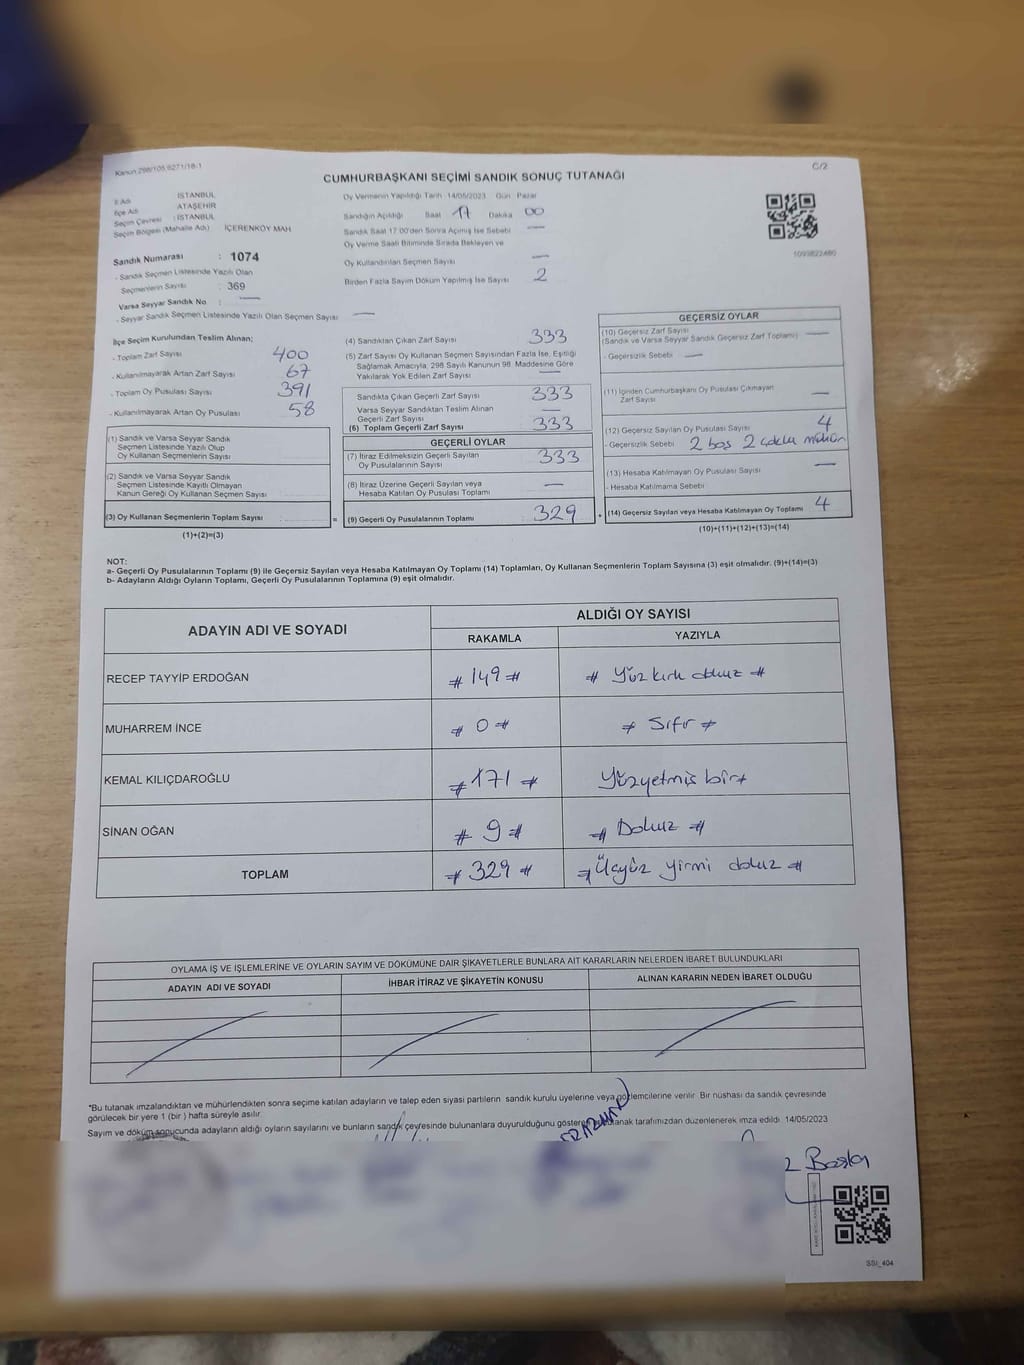 Kanun 298/105 6271/18-1
C/2
CUMHURBAŞKANI SEÇİMİ SANDIK SONUÇ TUTANAĞI
İl Adı İSTANBUL
İlçe Adı ATAŞEHİR
Seçim Çevresi : İSTANBUL
Seçim Bölgesi (Mahalle Adı) İÇERENKÖY MAH.
Sandık Numarası : 1074
- Sandık Seçmen Listesinde Yazılı Olan
Seçmenlerin Sayısı : 369
Varsa Seyyar Sandık No :
- Seyyar Sandık Seçmen Listesinde Yazılı Olan Seçmen Sayısı
Oy Vermenin Yapıldığı Tarih 14/05/2023 Gün Pazar
Sandığın Açıldığı Saat 17 Dakika 00
Sandık Saat 17:00'den Sonra Açılmış İse Sebebi
Oy Verme Saati Bitiminde Sırada Bekleyen ve
Oy Kullandırılan Seçmen Sayısı
Birden Fazla Sayım Döküm Yapılmış İse Sayısı 2
1093822480
İlçe Seçim Kurulundan Teslim Alınan;
- Toplam Zarf Sayısı 400
- Kullanılmayarak Artan Zarf Sayısı 67
- Toplam Oy Pusulası Sayısı 391
- Kullanılmayarak Artan Oy Pusulası 58
(1) Sandık ve Varsa Seyyar Sandık
Seçmen Listesinde Yazılı Olup
Oy Kullanan Seçmenlerin Sayısı
(2) Sandık ve Varsa Seyyar Sandık
Seçmen Listesinde Kayıtlı Olmayan
Kanun Gereği Oy Kullanan Seçmen Sayısı
(3) Oy Kullanan Seçmenlerin Toplam Sayısı =
(1)+(2)=(3)
(4) Sandıktan Çıkan Zarf Sayısı 333
(5) Zarf Sayısı Oy Kullanan Seçmen Sayısından Fazla İse, Eşitliği
Sağlamak Amacıyla, 298 Sayılı Kanunun 98. Maddesine Göre
Yakılarak Yok Edilen Zarf Sayısı
Sandıkta Çıkan Geçerli Zarf Sayısı 333
Varsa Seyyar Sandıktan Teslim Alınan
Geçerli Zarf Sayısı
(6) Toplam Geçerli Zarf Sayısı 333
GEÇERLİ OYLAR
(7) İtiraz Edilmeksizin Geçerli Sayılan
Oy Pusulalarının Sayısı 333
(8) İtiraz Üzerine Geçerli Sayılan veya
Hesaba Katılan Oy Pusulası Toplamı
(9) Geçerli Oy Pusulalarının Toplamı 329 +
GEÇERSİZ OYLAR
(10) Geçersiz Zarf Sayısı
(Sandık ve Varsa Seyyar Sandık Geçersiz Zarf Toplamı)
- Geçersizlik Sebebi
(11) İçinden Cumhurbaşkanı Oy Pusulası Çıkmayan
Zarf Sayısı
(12) Geçersiz Sayılan Oy Pusulası Sayısı 4
- Geçersizlik Sebebi 2 boş 2 çoklu mühür
(13) Hesaba Katılmayan Oy Pusulası Sayısı
- Hesaba Katılmama Sebebi
(14) Geçersiz Sayılan veya Hesaba Katılmayan Oy Toplamı 4
(10)+(11)+(12)+(13)=(14)
NOT:
a- Geçerli Oy Pusulalarının Toplamı (9) ile Geçersiz Sayılan veya Hesaba Katılmayan Oy Toplamı (14) Toplamları, Oy Kullanan Seçmenlerin Toplam Sayısına (3) eşit olmalıdır. (9)+(14)=(3)
b- Adayların Aldığı Oyların Toplamı, Geçerli Oy Pusulalarının Toplamına (9) eşit olmalıdır.
ADAYIN ADI VE SOYADI
ALDIĞI OY SAYISI
RAKAMLA YAZIYLA
RECEP TAYYİP ERDOĞAN # 149 # # Yüz kırk dokuz #
MUHARREM İNCE # 0 # # Sıfır #
KEMAL KILIÇDAROĞLU # 171 # Yüzyetmiş bir #
SİNAN OĞAN # 9 # # Dokuz #
TOPLAM # 329 # # Üçyüz yirmi dokuz #
OYLAMA İŞ VE İŞLEMLERİNE VE OYLARIN SAYIM VE DÖKÜMÜNE DAİR ŞİKAYETLERLE BUNLARA AİT KARARLARIN NELERDEN İBARET BULUNDUKLARI
ADAYIN ADI VE SOYADI İHBAR İTİRAZ VE ŞİKAYETİN KONUSU ALINAN KARARIN NEDEN İBARET OLDUĞU
*Bu tutanak imzalandıktan ve mühürlendikten sonra seçime katılan adayların ve talep eden siyasi partilerin sandık kurulu üyelerine veya gözlemcilerine verilir. Bir nüshası da sandık çevresinde
görülecek bir yere 1 (bir ) hafta süreyle asılır.
Sayım ve döküm sonucunda adayların aldığı oyların sayılarını ve bunların sandık çevresinde bulunanlara duyurulduğunu gösteren tutanak tarafımızdan düzenlenerek imza edildi. 14/05/2023
SSI_404